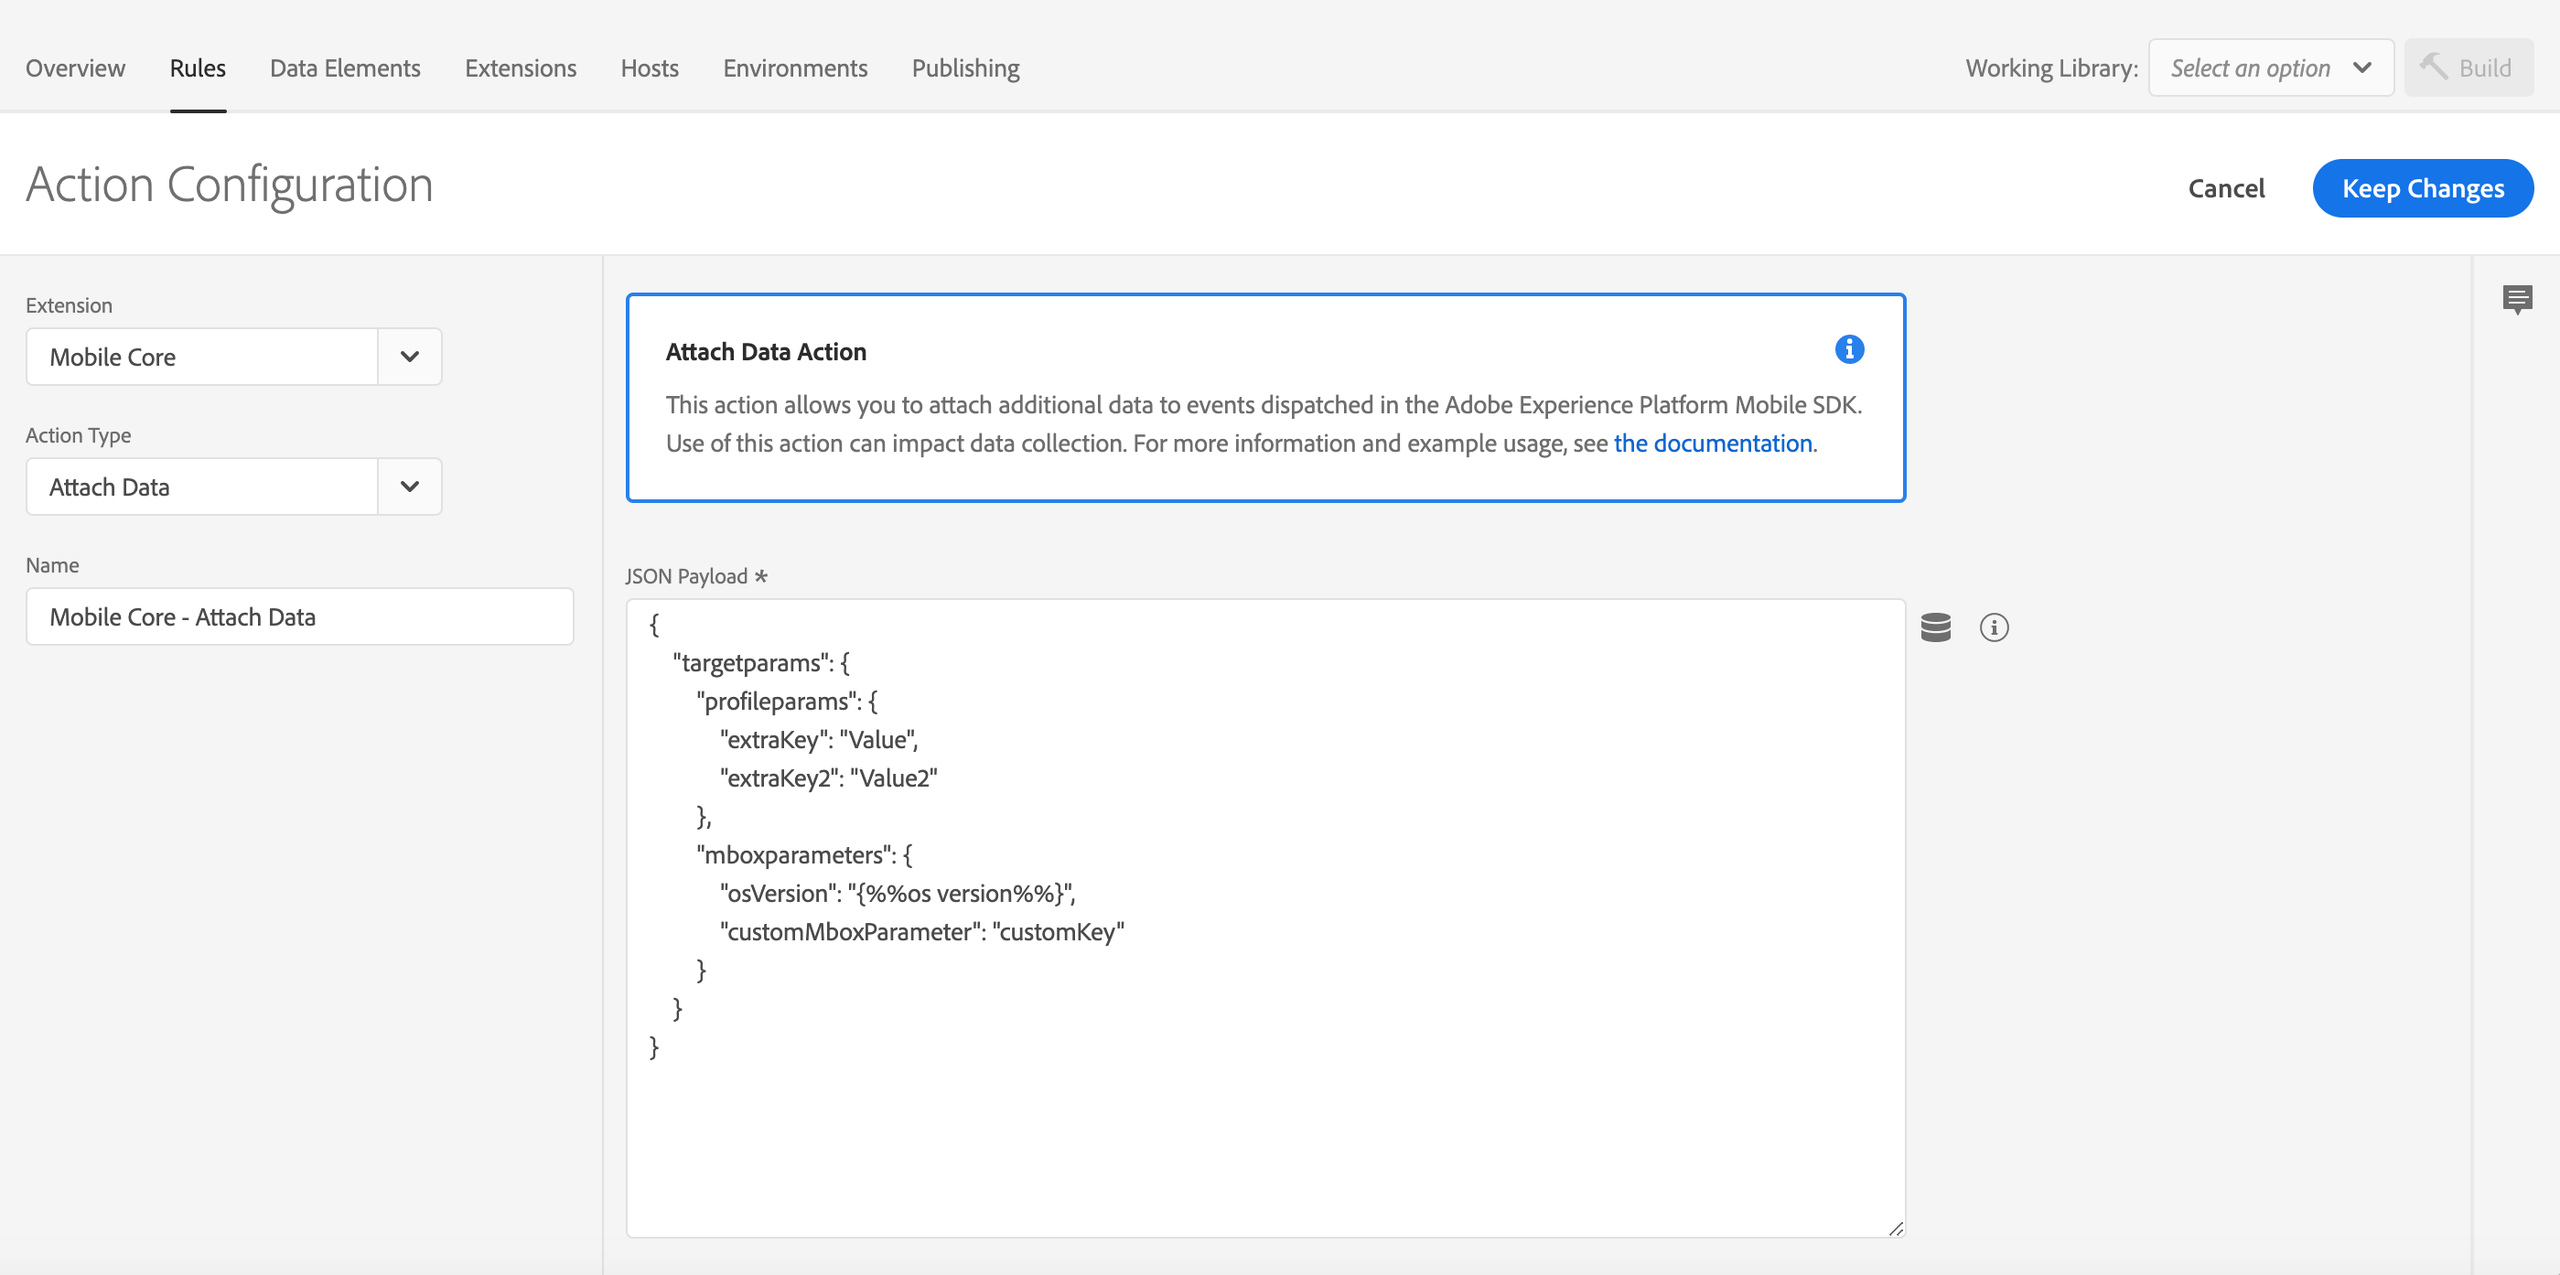 Overview Rules Data Elements Extensions Hosts Environments Publishing Working Library: Select an option Build
Action Configuration Cancel Keep Changes
Extension
Mobile Core
Action Type
Attach Data
Name
Mobile Core - Attach Data
Attach Data Action
This action allows you to attach additional data to events dispatched in the Adobe Experience Platform Mobile SDK.
Use of this action can impact data collection. For more information and example usage, see the documentation.
JSON Payload *
{
"targetparams": {
"profileparams": {
"extraKey": "Value",
"extraKey2": "Value2"
},
"mboxparameters": {
"osVersion": "{%%os version%%}",
"customMboxParameter": "customKey"
}
}
}